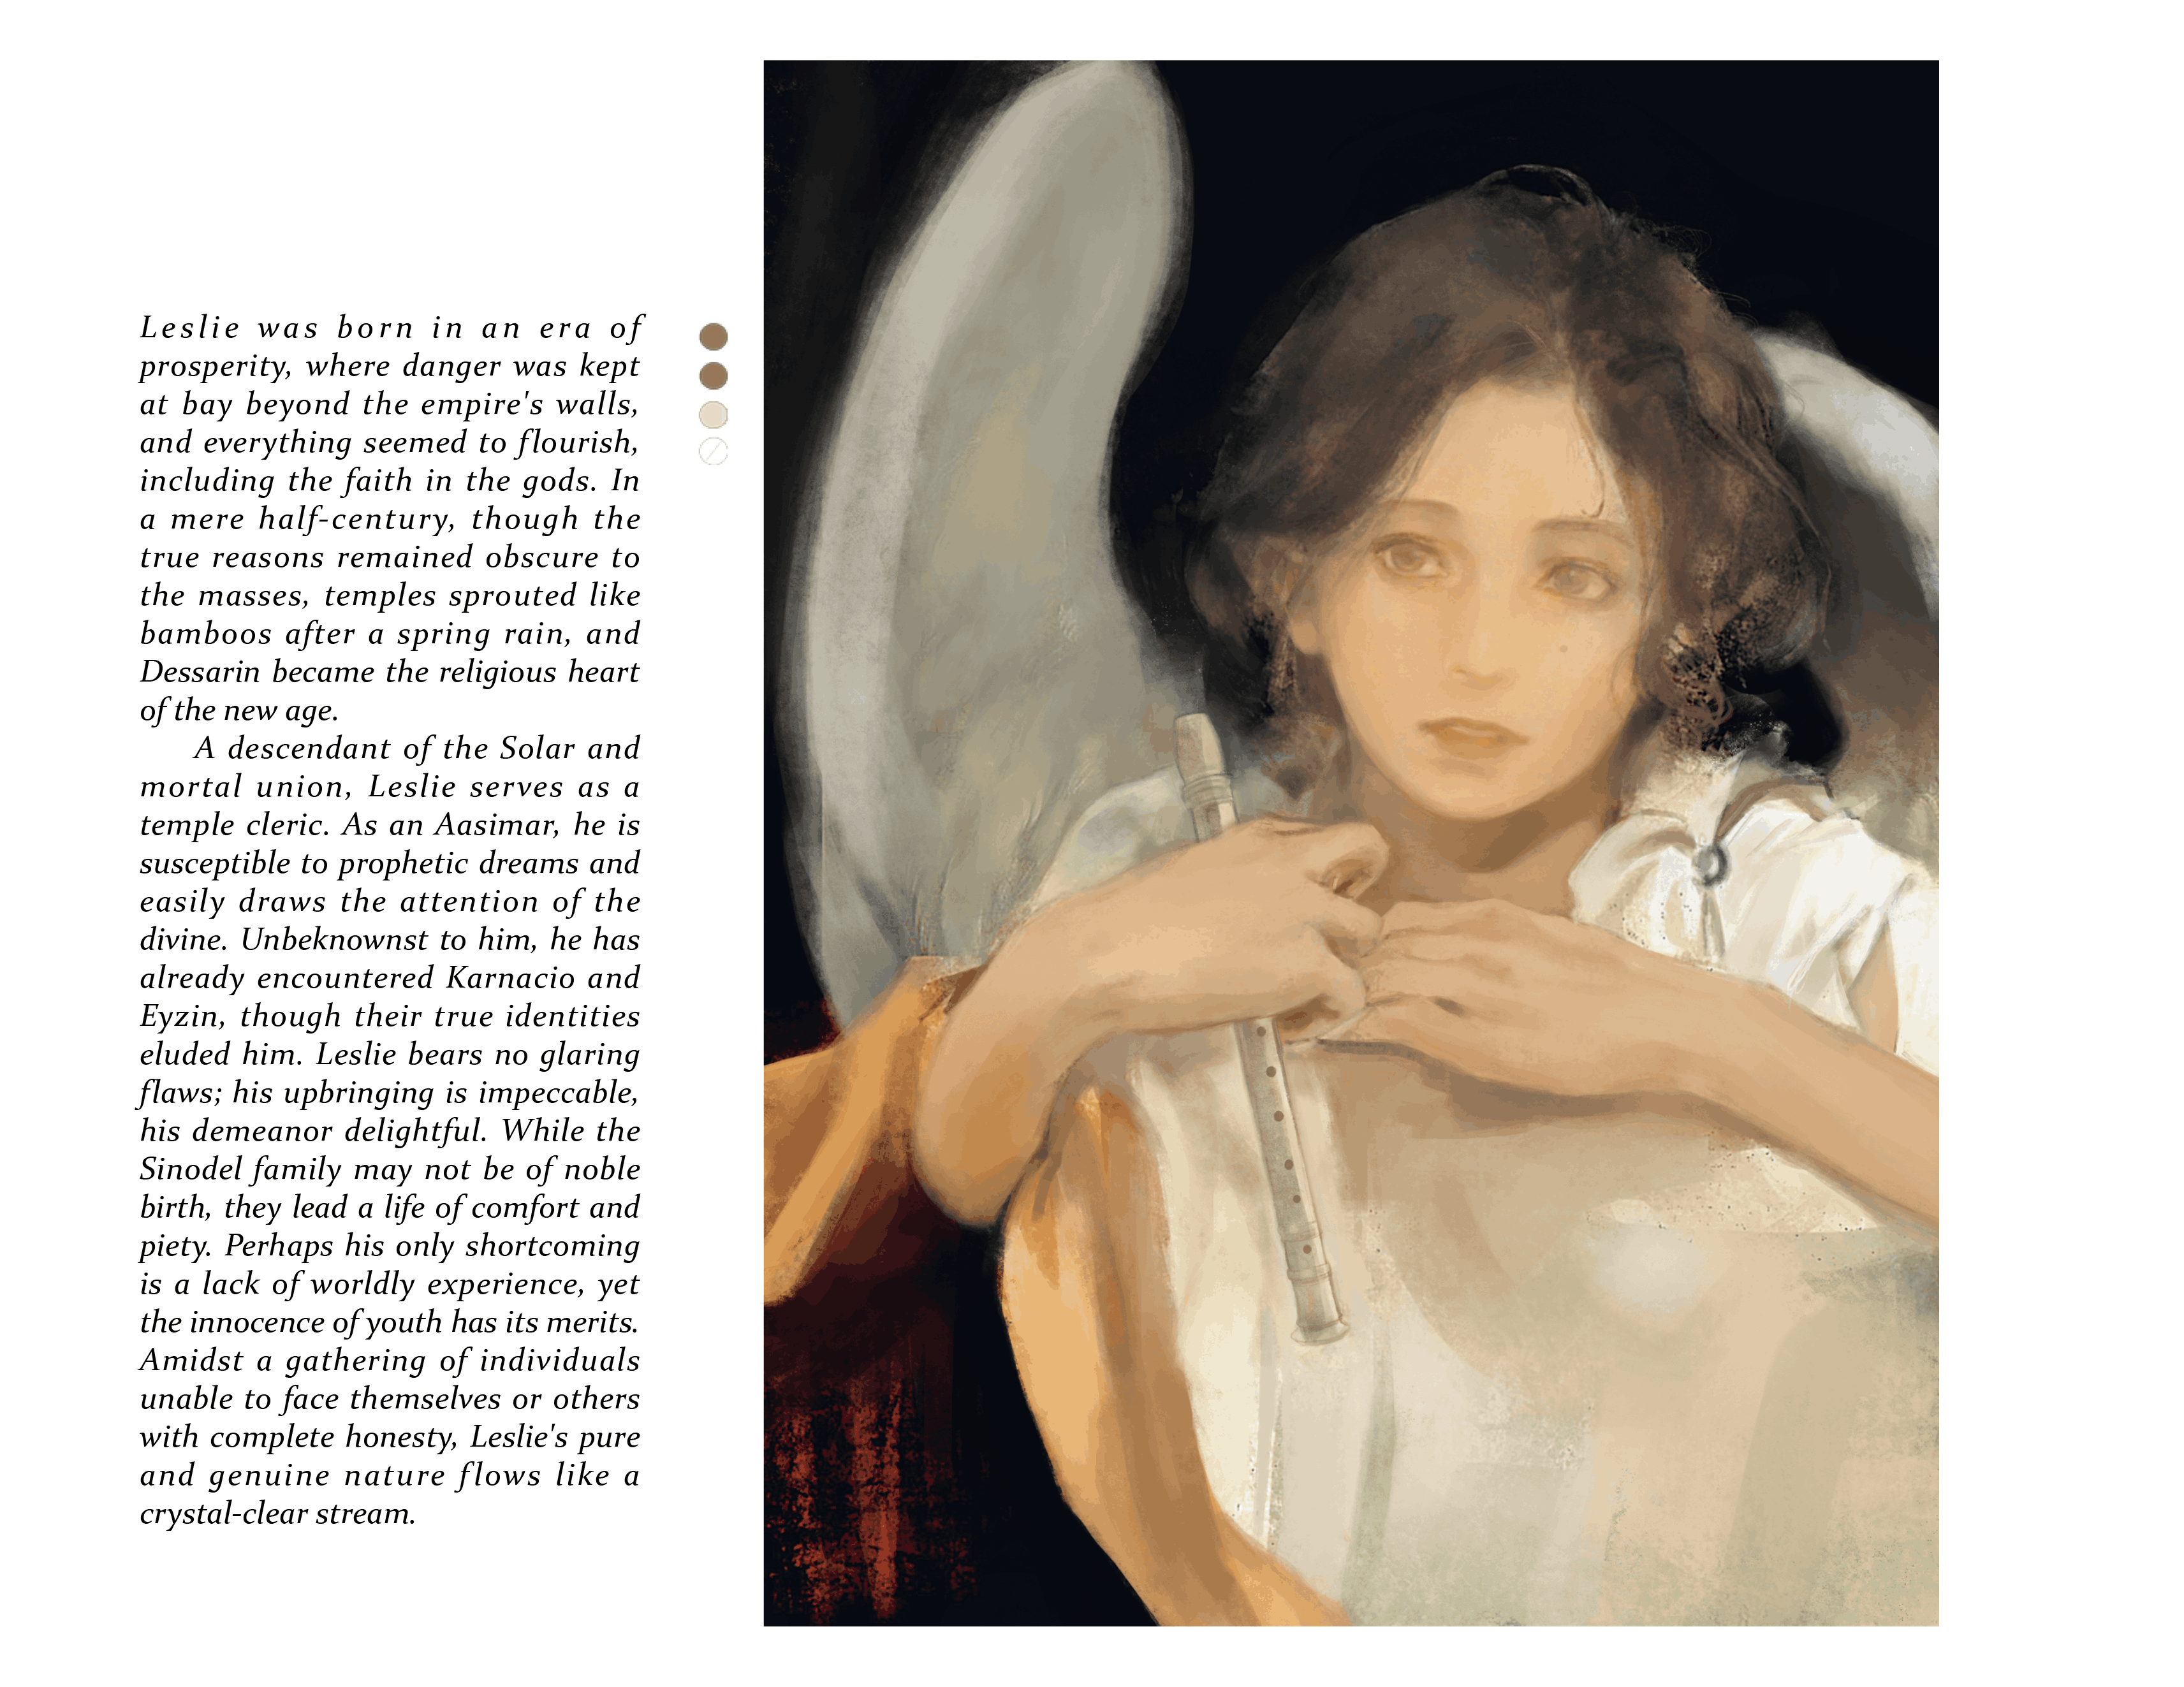 Leslie was born in an era of
prosperity, where danger was kept
at bay beyond the empire's walls,
and everything seemed to flourish,
including the faith in the gods. In
a mere half-century, though the
true reasons remained obscure to
the masses, temples sprouted like
bamboos after a spring rain, and
Dessarin became the religious heart
of the new age.
A descendant of the Solar and
mortal union, Leslie serves as a
temple cleric. As an Aasimar, he is
susceptible to prophetic dreams and
easily draws the attention of the
divine. Unbeknownst to him, he has
already encountered Karnacio and
Eyzin, though their true identities
eluded him. Leslie bears no glaring
flaws; his upbringing is impeccable,
his demeanor delightful. While the
Sinodel family may not be of noble
birth, they lead a life of comfort and
piety. Perhaps his only shortcoming
is a lack of worldly experience, yet
the innocence of youth has its merits.
Amidst a gathering of individuals
unable to face themselves or others
with complete honesty, Leslie's pure
and genuine nature flows like a
crystal-clear stream.